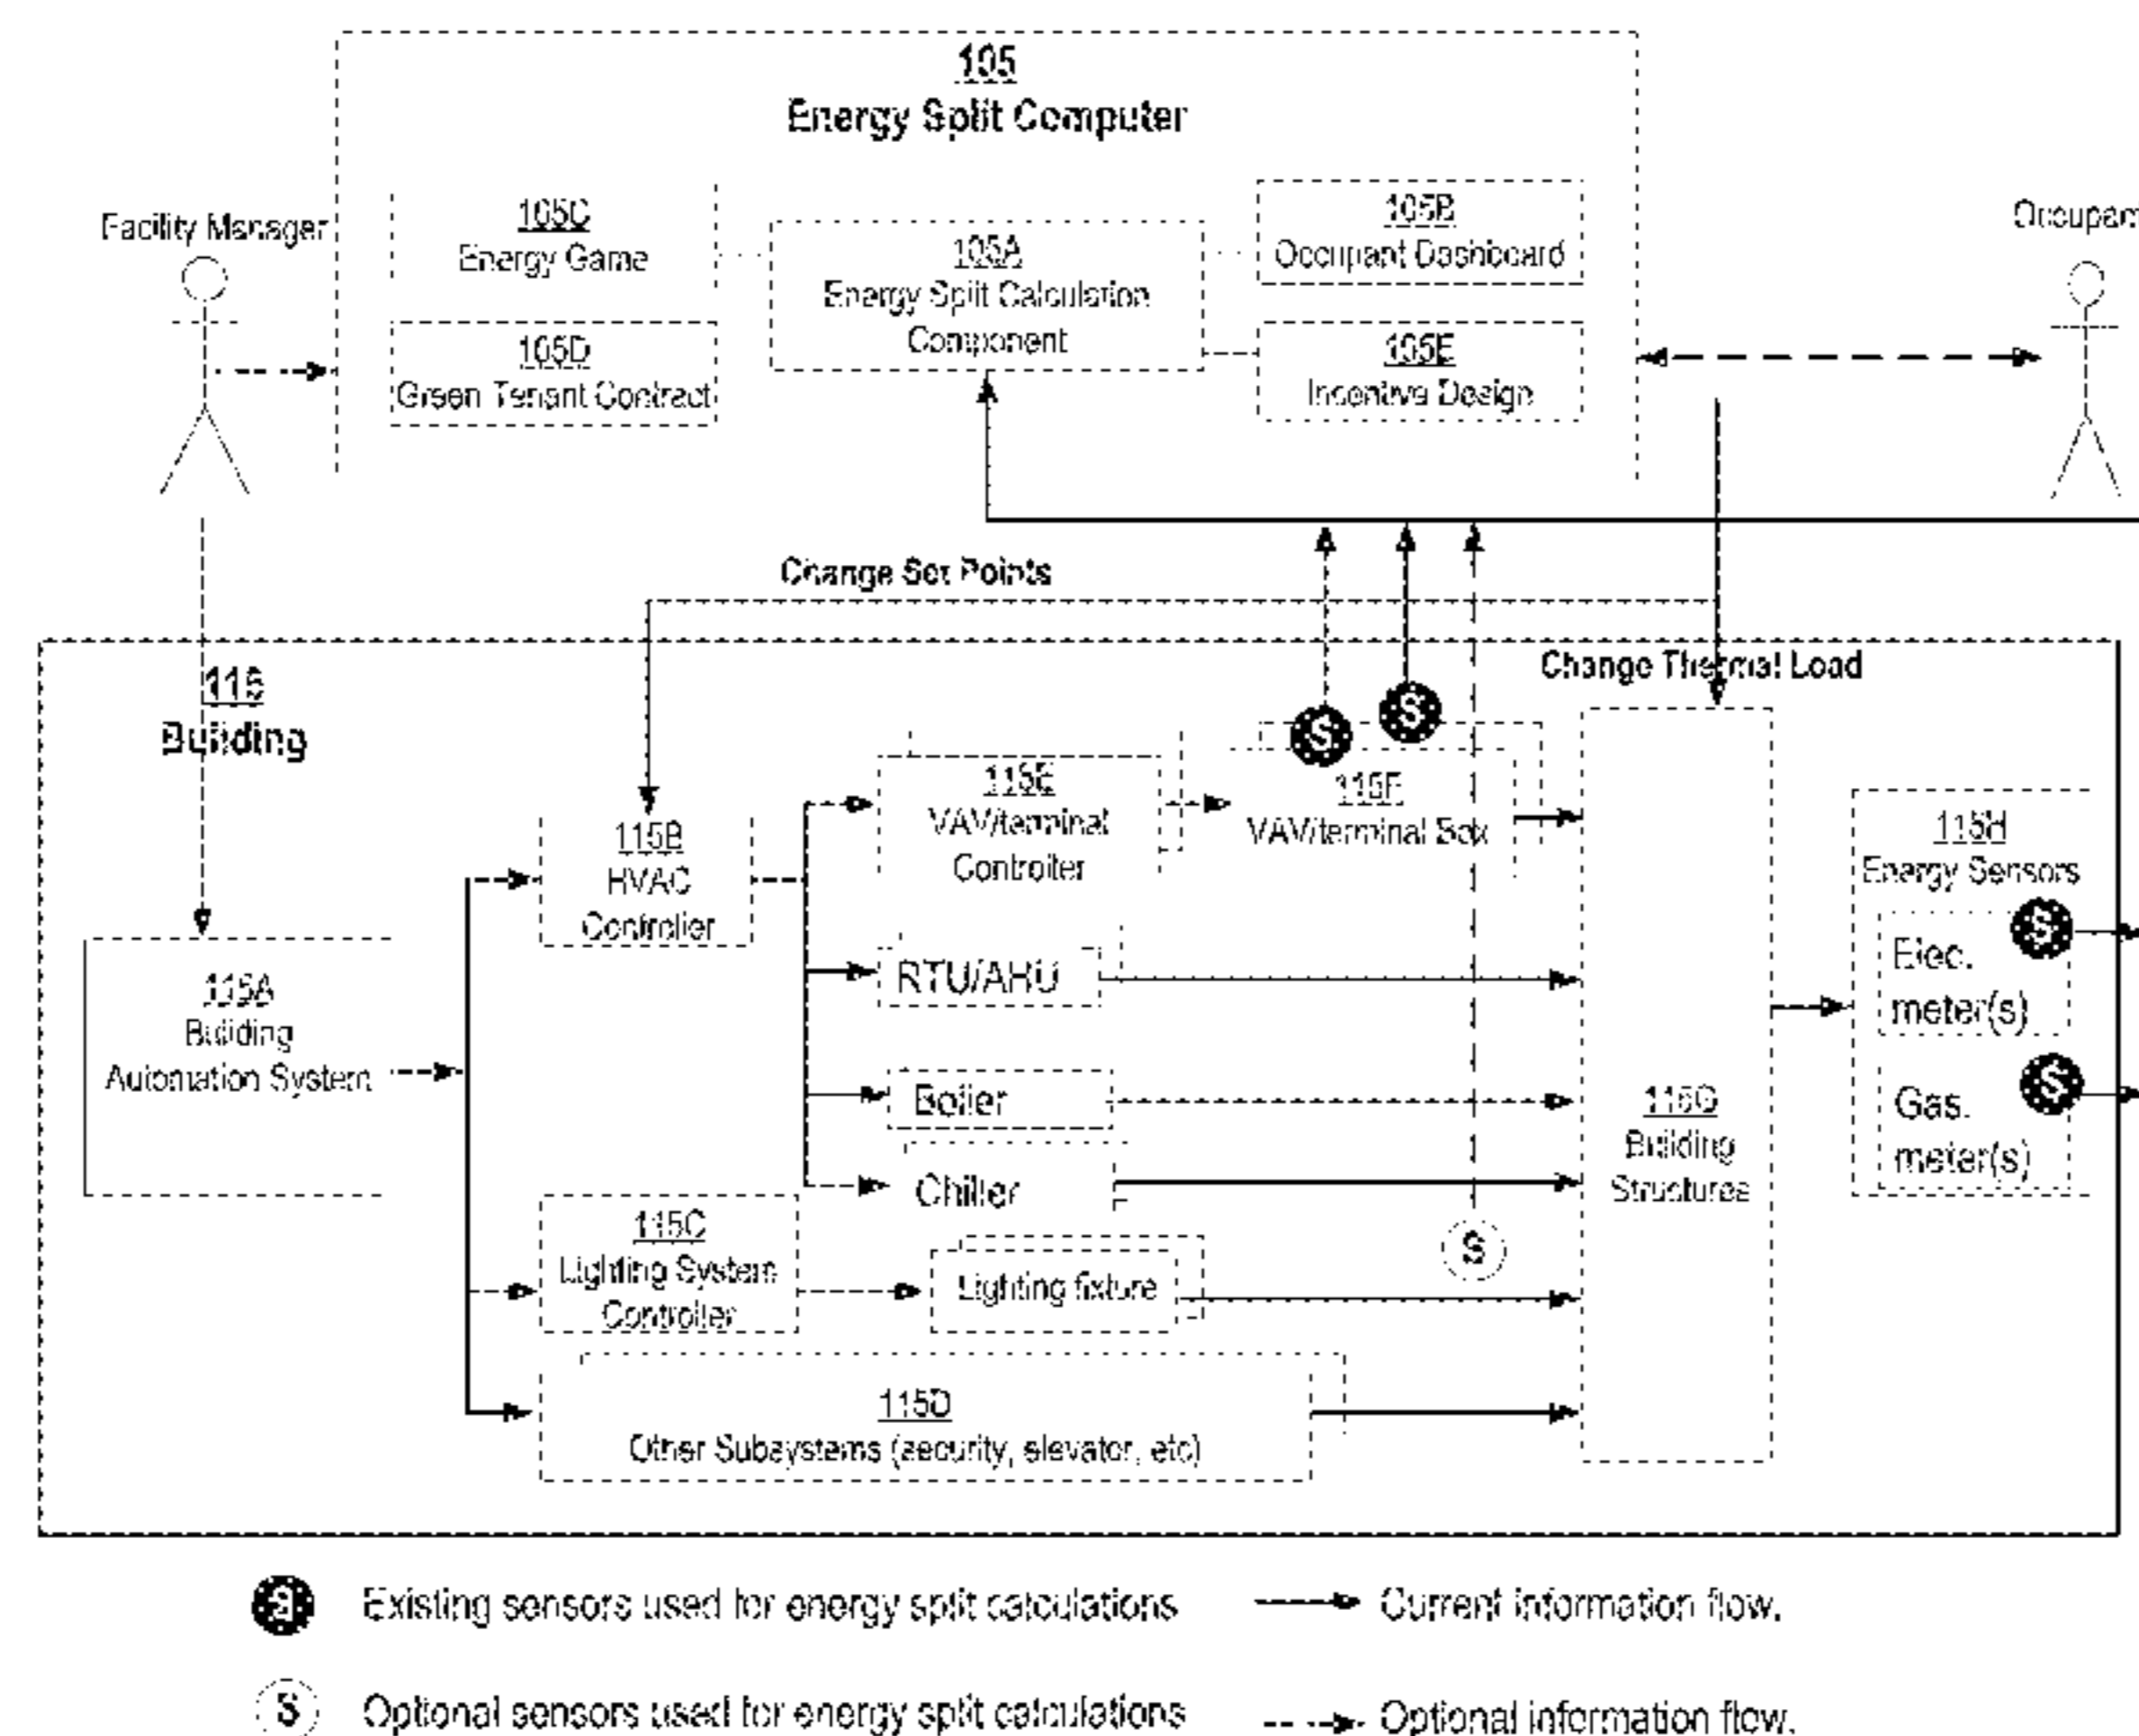 105
Energy Split Computer
Facility Manager
105C
Energy Game
105A
Energy Split Calculation
Component
105B
Occupant Dashboard
105D
Green Tenant Contract
105E
Incentive Design
Occupant
Change Set Points
Change Thermal Load
115
Building
115A
Building
Automation System
115B
HVAC
Controller
115E
VAV/terminal
Controller
S
S
115F
VAV/terminal Box
RTU/AHU
Boiler
Chiller
115C
Lighting System
Controller
Lighting fixture
S
115D
Other Subsystems (security, elevator, etc)
115G
Building
Structures
115H
Energy Sensors
Elec.
meter(s)
S
Gas.
meter(s)
S
S Existing sensors used for energy split calculations
Current information flow.
S Optional sensors used for energy split calculations
Optional information flow.